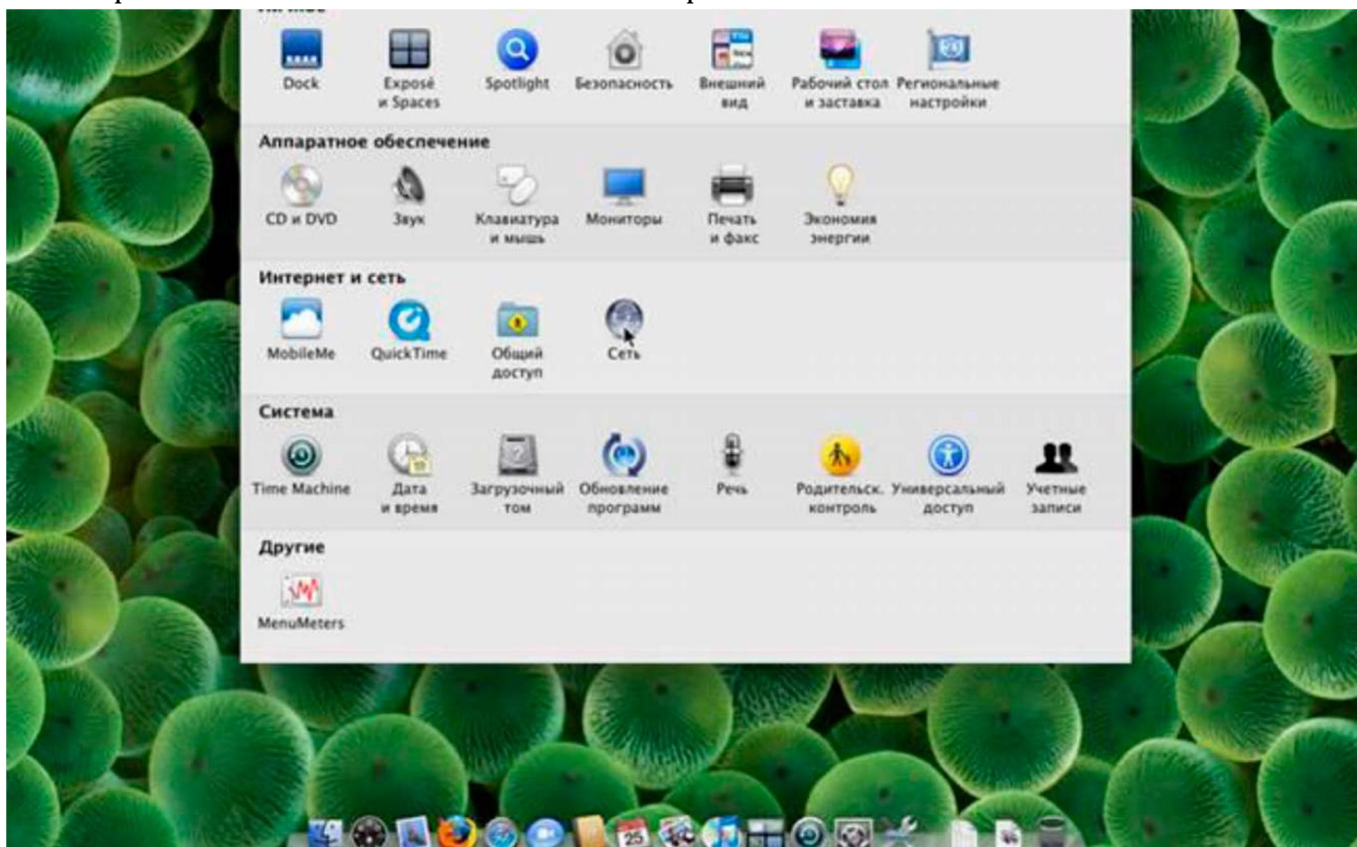 Dock
Exposé
и Spaces
Spotlight
Безопасность
Внешний
вид
Рабочий стол
и заставка
Региональные
настройки
Аппаратное обеспечение
CD и DVD
Звук
Клавиатура
и мышь
Мониторы
Печать
и факс
Экономия
энергии
Интернет и сеть
MobileMe
QuickTime
Общий
доступ
Сеть
Система
Time Machine
Дата
и время
Загрузочный
том
Обновление
программ
Речь
Родительск.
контроль
Универсальный
доступ
Учетные
записи
Другие
MenuMeters
25